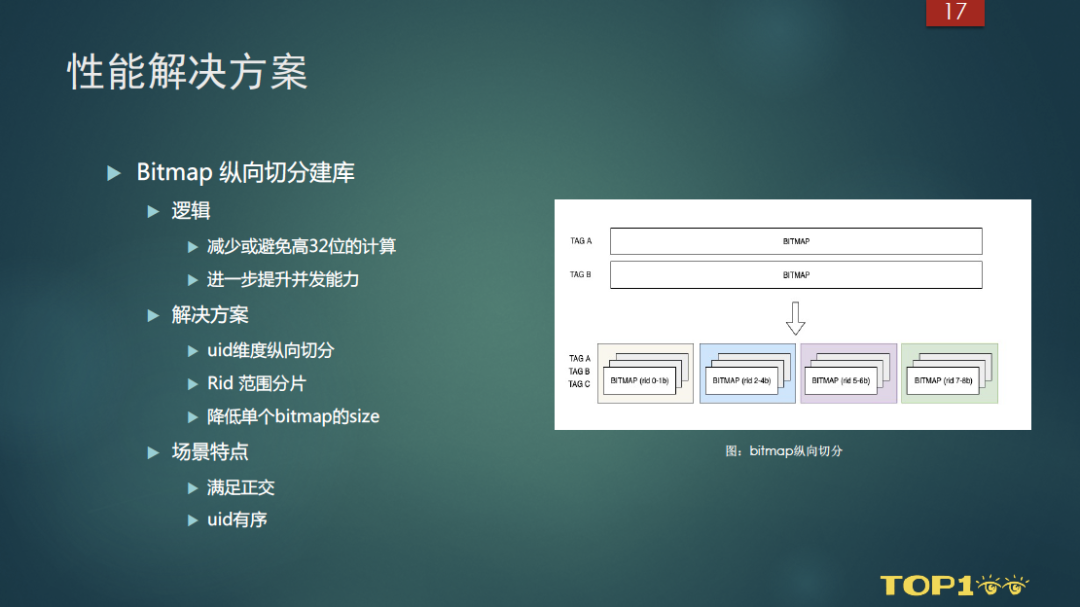 17
性能解决方案
Bitmap 纵向切分建库
逻辑
减少或避免高32位的计算
进一步提升并发能力
解决方案
uid维度纵向切分
Rid 范围分片
降低单个bitmap的size
场景特点
满足正交
uid有序
TAG A
BITMAP
TAG B
BITMAP
TAG A
TAG B
TAG C
BITMAP (rid 0-1b)
BITMAP (rid 2-4b)
BITMAP (rid 5-6b)
BITMAP (rid 7-8b)
图：bitmap纵向切分
TOP100